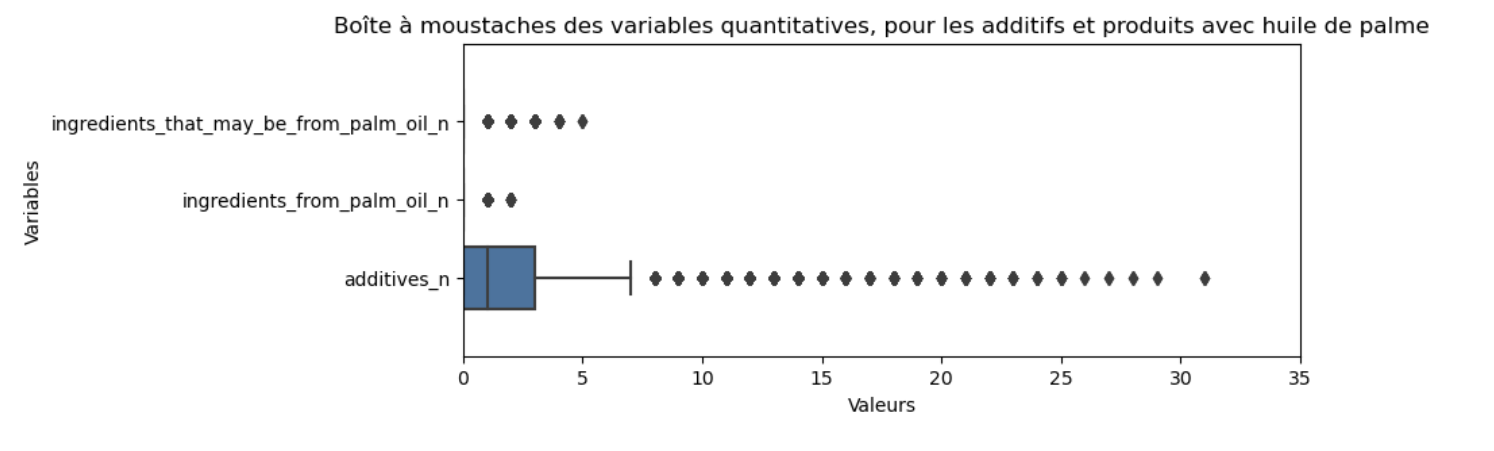 Boîte à moustaches des variables quantitatives, pour les additifs et produits avec huile de palme
ingredients_that_may_be_from_palm_oil_n
ingredients_from_palm_oil_n
additives_n
Variables
0 5 10 15 20 25 30 35
Valeurs